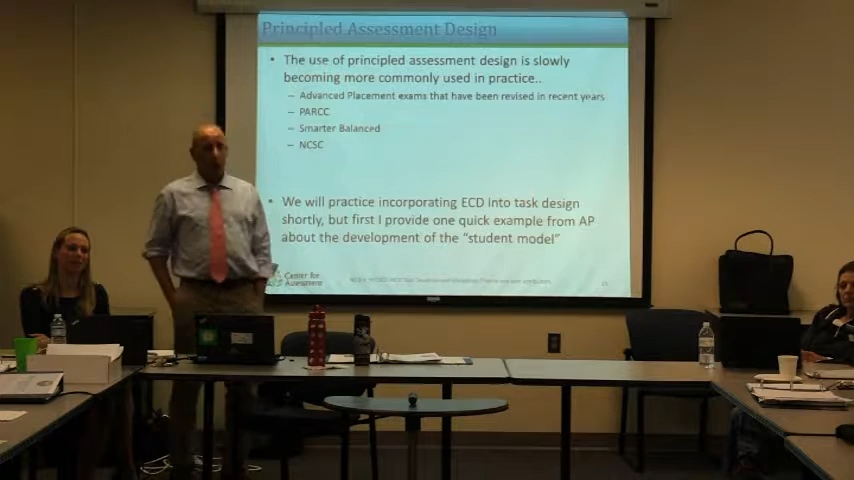 Principled Assessment Design
• The use of principled assessment design is slowly
becoming more commonly used in practice..
– Advanced Placement exams that have been revised in recent years
– PARCC
– Smarter Balanced
– NCSC
• We will practice incorporating ECD into task design
shortly, but first I provide one quick example from AP
about the development of the “student model”
Center for
Assessment